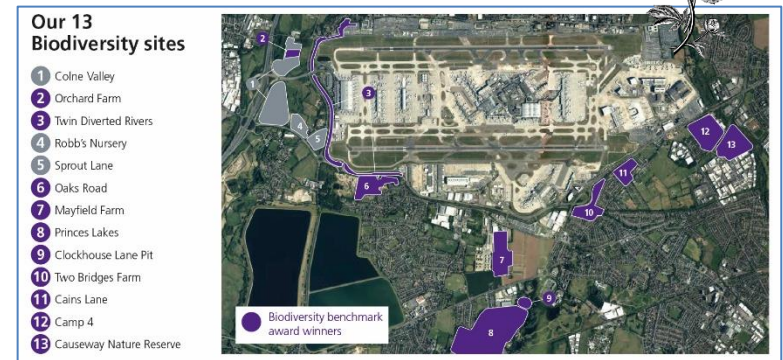 Our 13
Biodiversity sites
1 Colne Valley
2 Orchard Farm
3 Twin Diverted Rivers
4 Robb's Nursery
5 Sprout Lane
6 Oaks Road
7 Mayfield Farm
8 Princes Lakes
9 Clockhouse Lane Pit
10 Two Bridges Farm
11 Cains Lane
12 Camp 4
13 Causeway Nature Reserve
2
1
3
4
5
6
12
13
11
10
7
9
8
Biodiversity benchmark
award winners